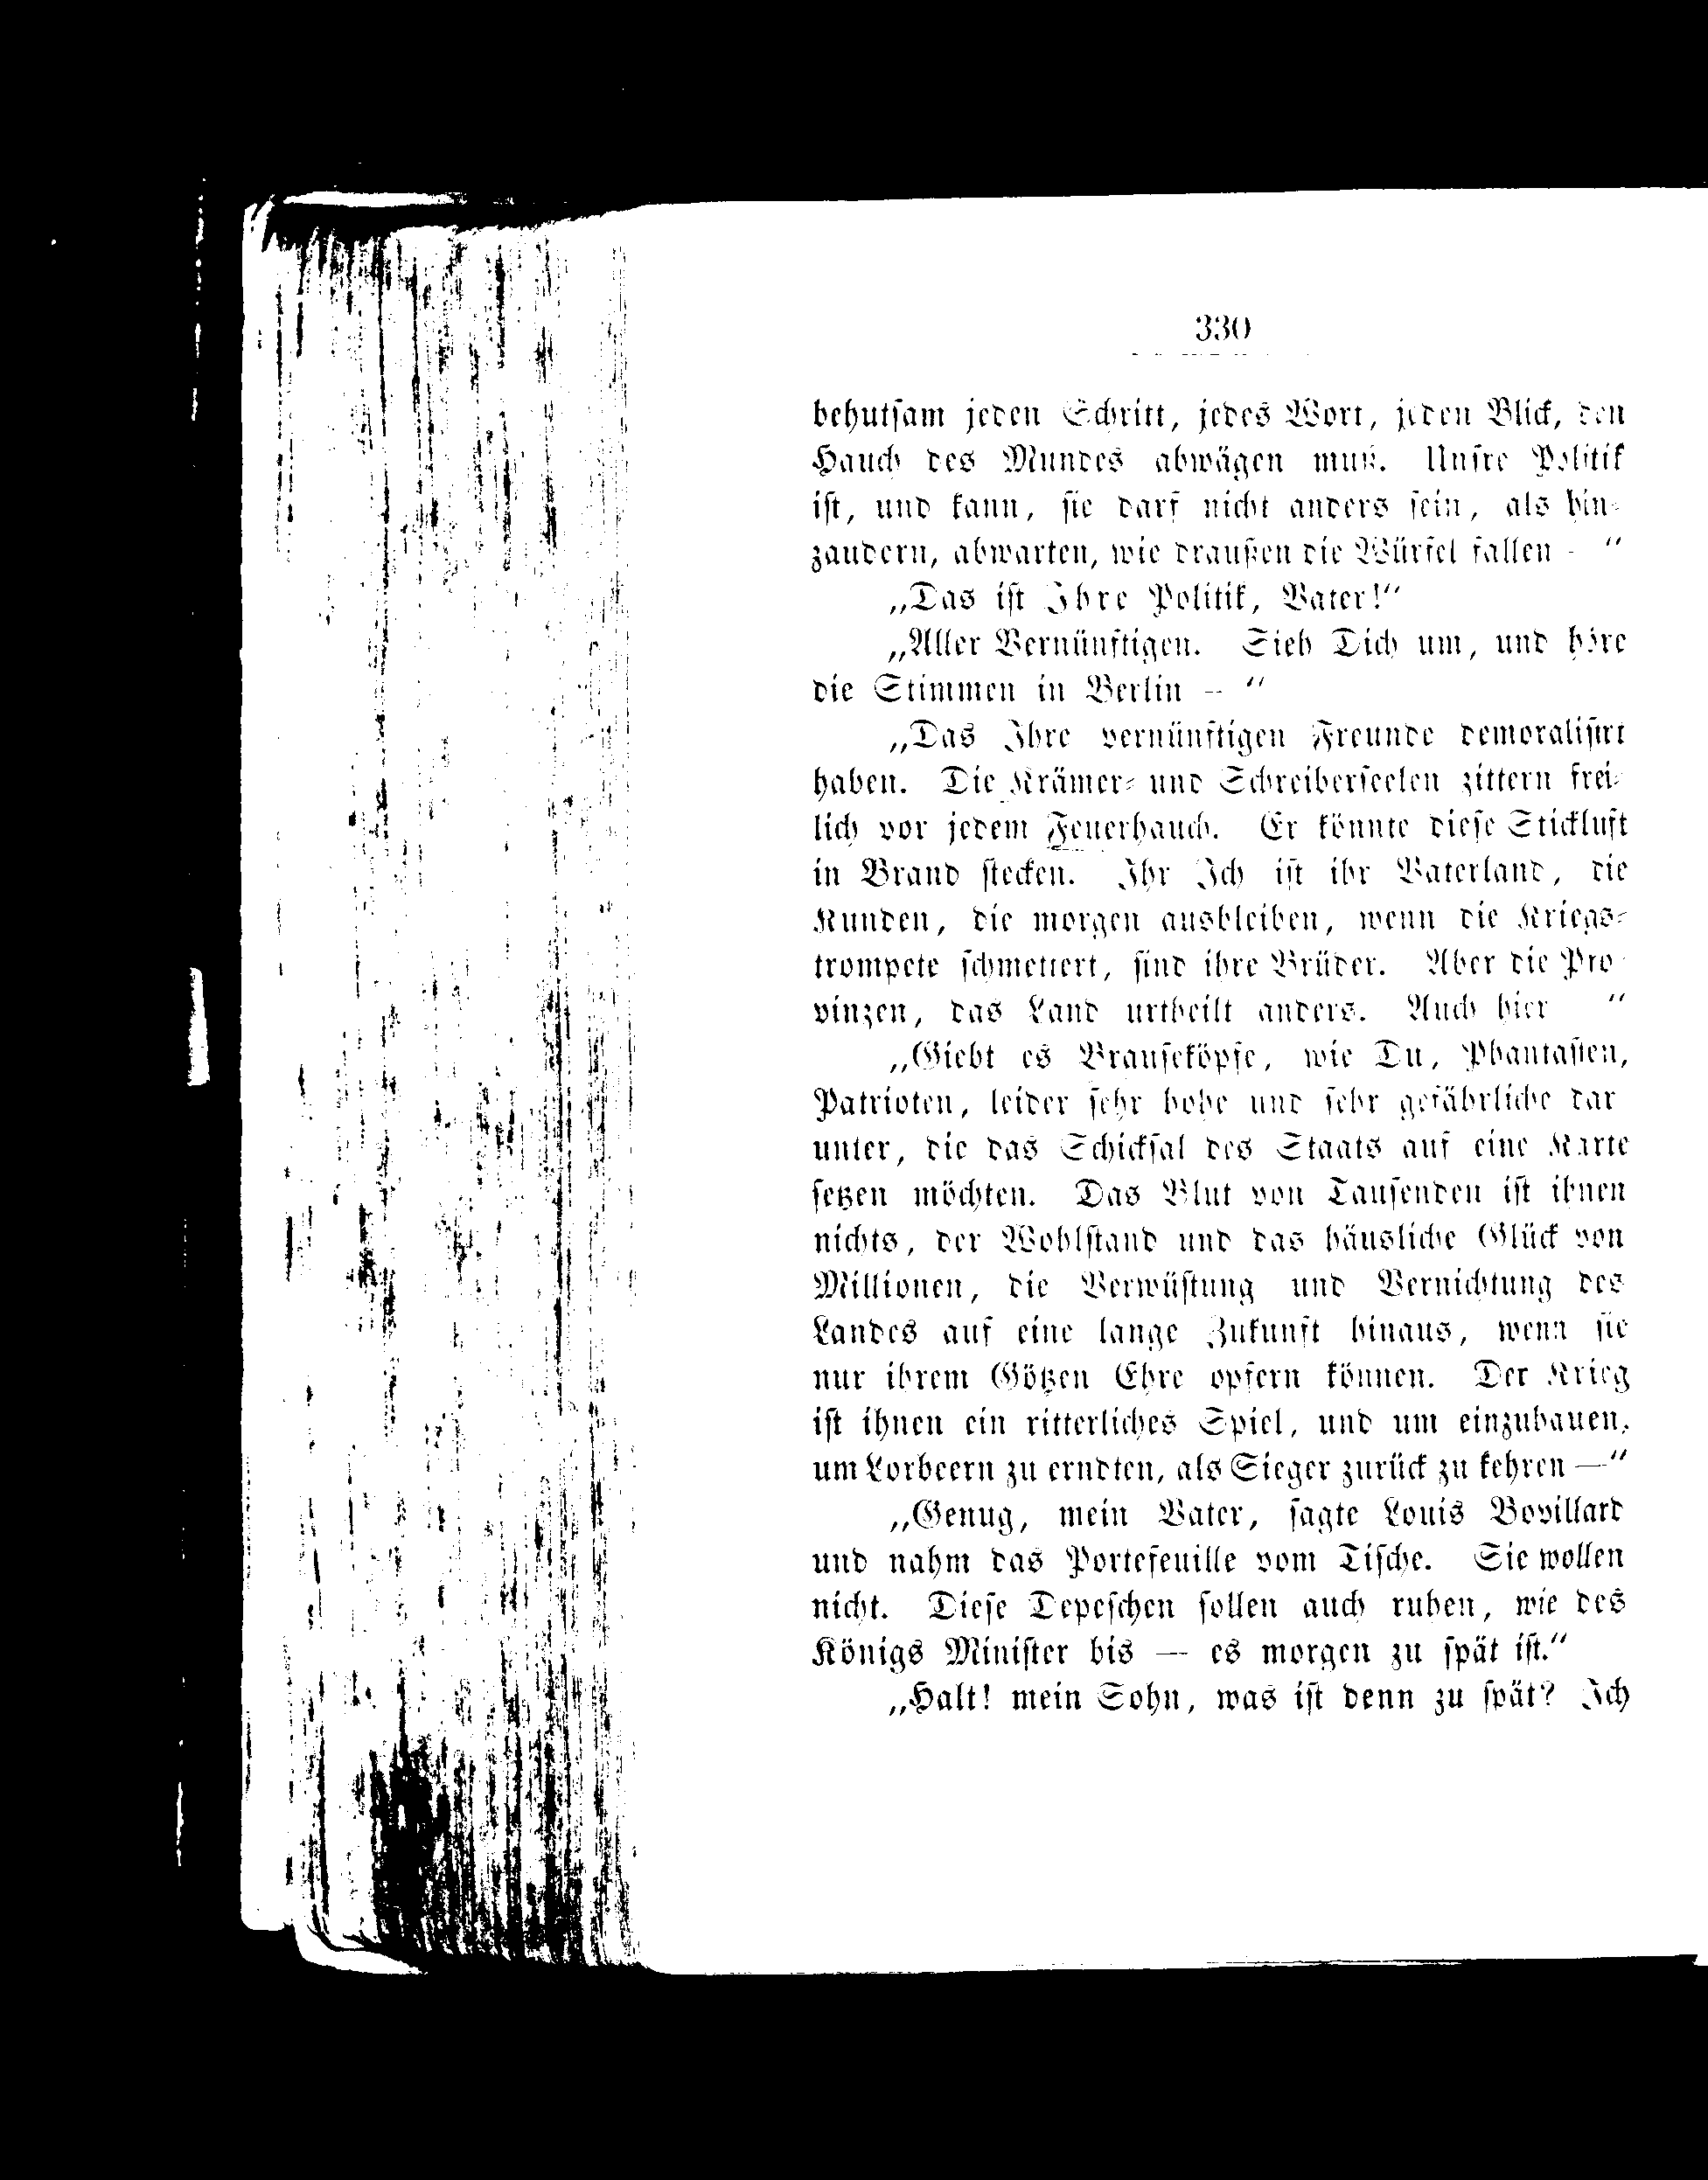 330
behutſam jeden Schritt, jedes Wort, jeden Blick, den
Hauch des Mundes abwägen muß. Unſre Politik
iſt, und kann, ſie darf nicht anders ſein, als hin-
zaudern, abwarten, wie draußen die Würfel fallen — “
„Das iſt Ihre Politik, Vater!“
„Aller Vernünftigen. Sieh Dich um, und höre
die Stimmen in Berlin — “
„Das Ihre vernünftigen Freunde demoraliſirt
haben. Die Krämer- und Schreiberſeelen zittern frei-
lich vor jedem Feuerhauch. Er könnte dieſe Stickluft
in Brand ſtecken. Ihr Ich iſt ihr Vaterland, die
Kunden, die morgen ausbleiben, wenn die Kriegs-
trompete ſchmettert, ſind ihre Brüder. Aber die Pro-
vinzen, das Land urtheilt anders. Auch hier “
„Giebt es Brauſeköpfe, wie Du, Phantaſten,
Patrioten, leider ſehr hohe und ſehr gefährliche dar
unter, die das Schickſal des Staats auf eine Karte
ſetzen möchten. Das Blut von Tauſenden iſt ihnen
nichts, der Wohlſtand und das häusliche Glück von
Millionen, die Verwüſtung und Vernichtung des
Landes auf eine lange Zukunft hinaus, wenn ſie
nur ihrem Götzen Ehre opfern können. Der Krieg
iſt ihnen ein ritterliches Spiel, und um einzuhauen,
um Lorbeern zu erndten, als Sieger zurück zu kehren —“
„Genug, mein Vater, ſagte Louis Bovillard
und nahm das Portefeuille vom Tiſche. Sie wollen
nicht. Dieſe Depeſchen ſollen auch ruhen, wie des
Königs Miniſter bis — es morgen zu ſpät iſt.“
„Halt! mein Sohn, was iſt denn zu ſpät? Ich